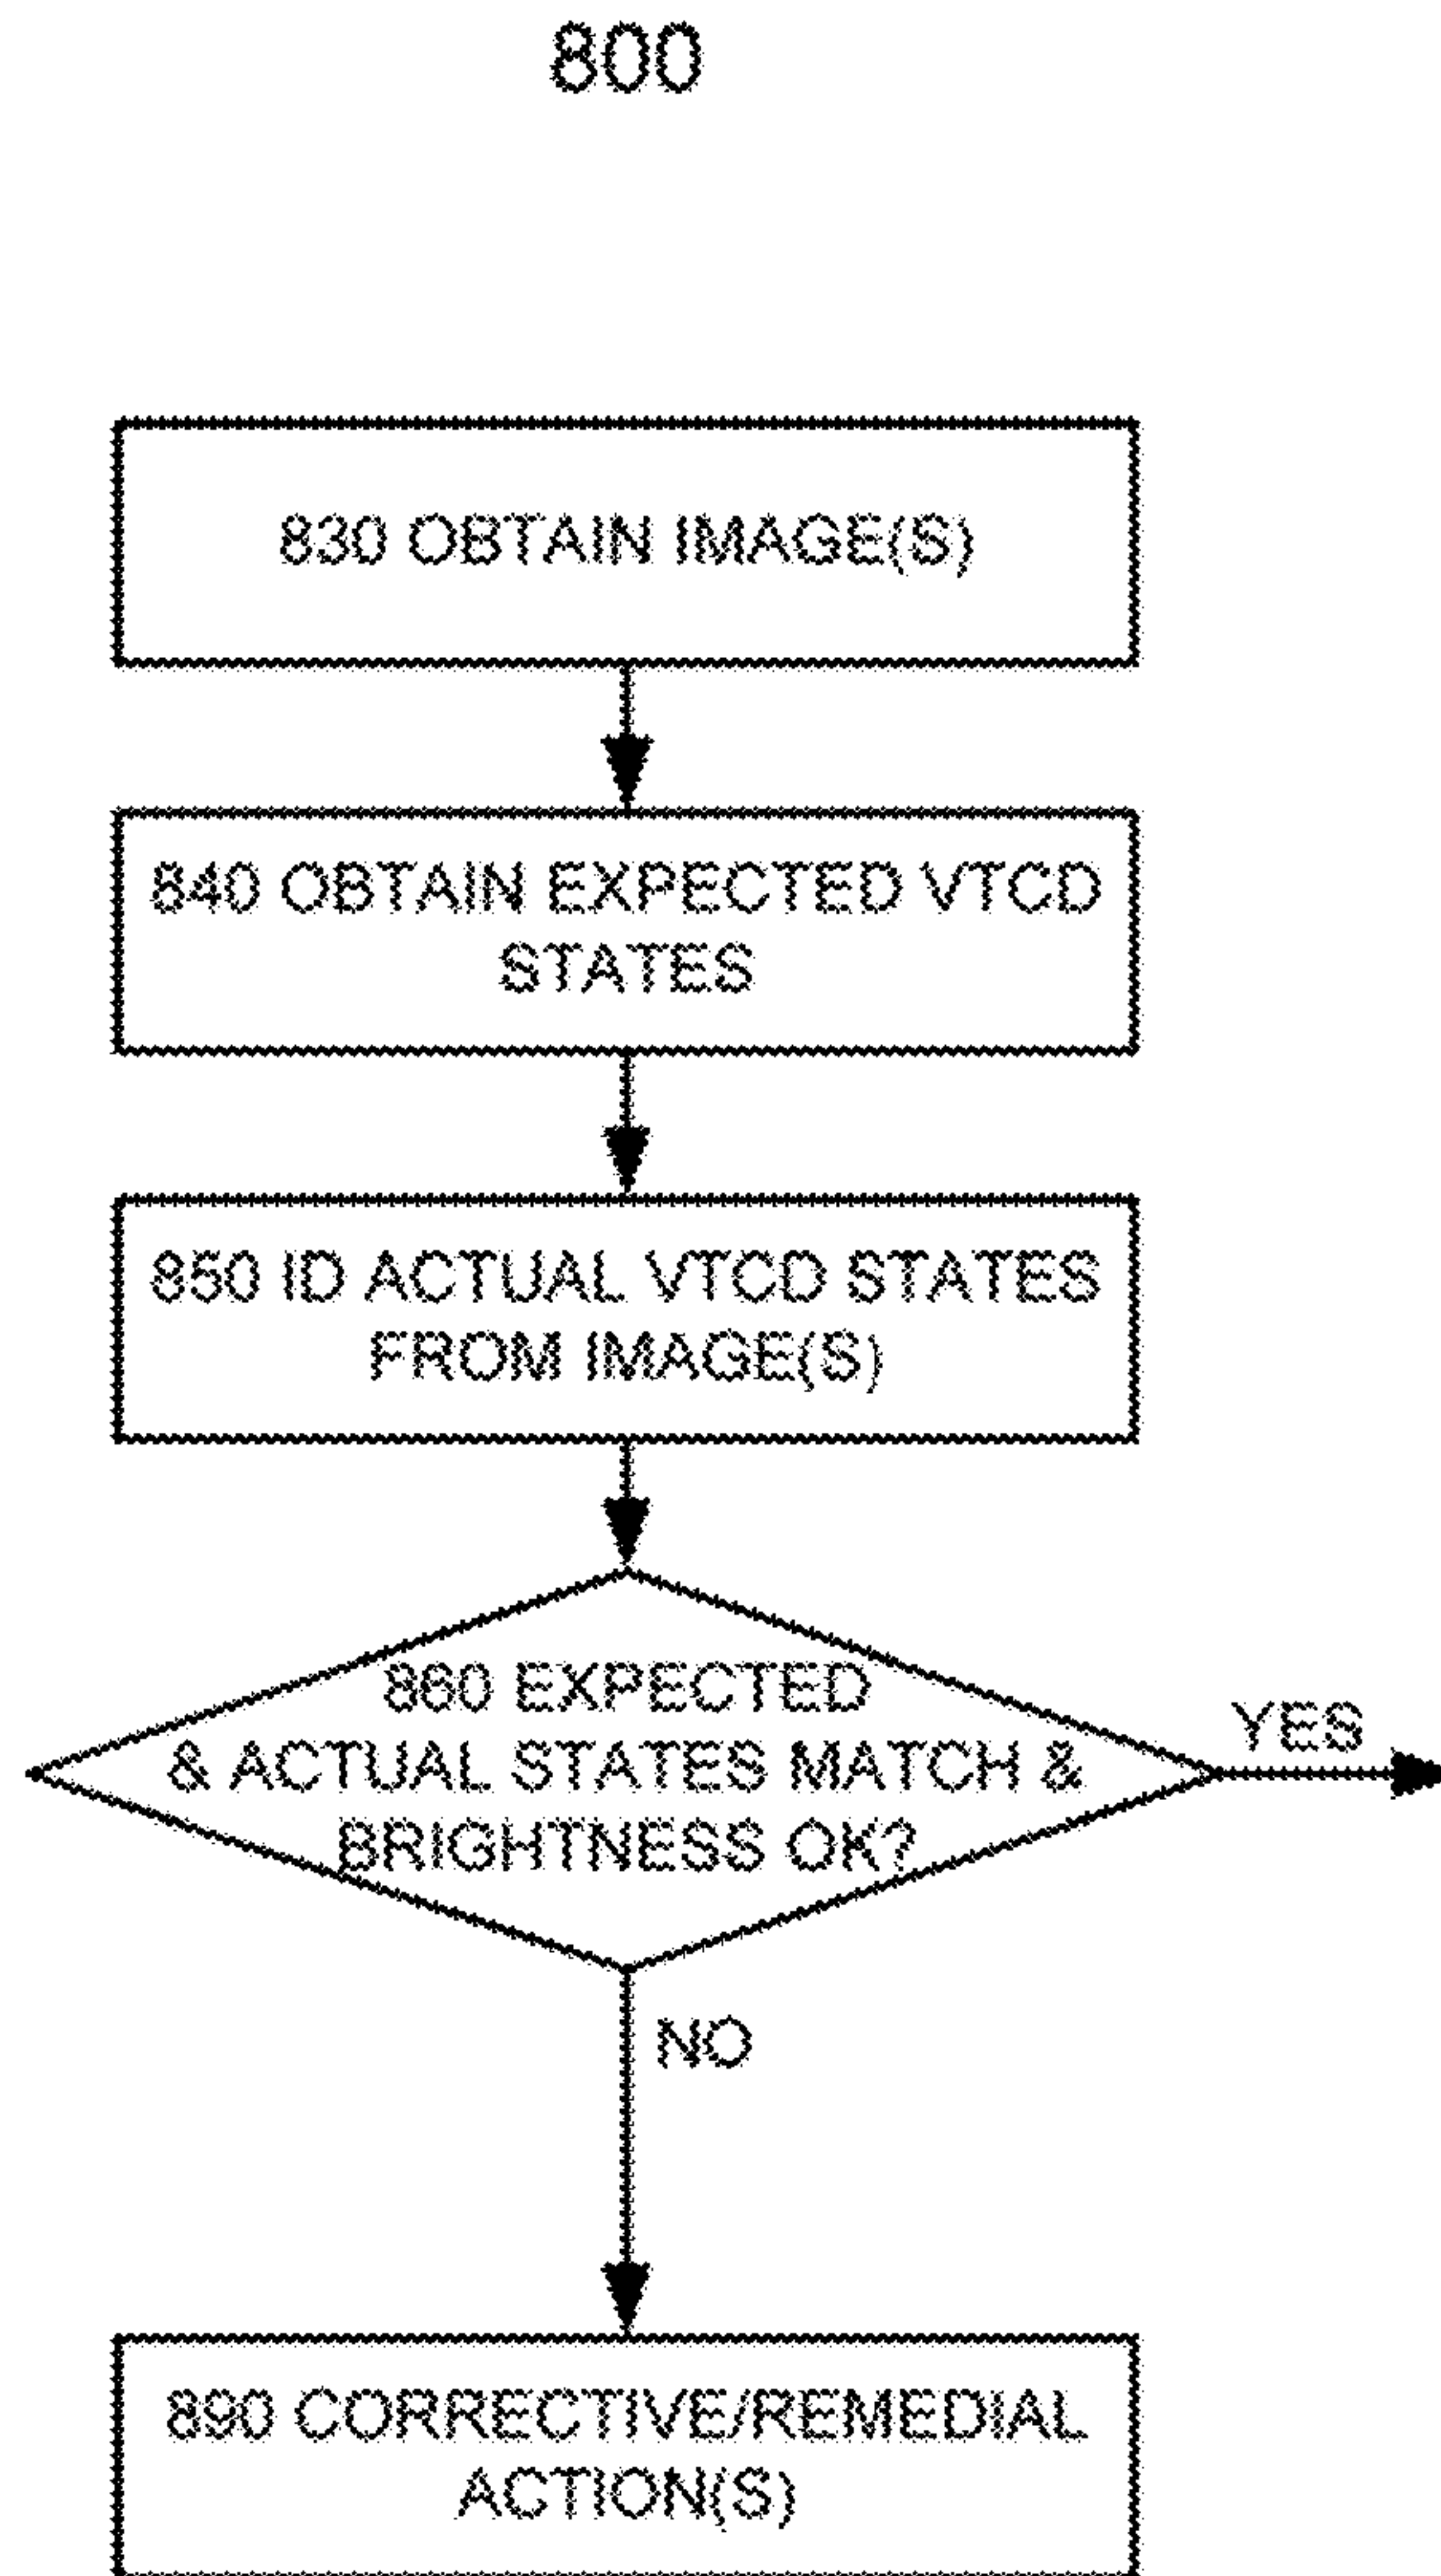 800
830 OBTAIN IMAGE(S)
840 OBTAIN EXPECTED VTCD
STATES
850 ID ACTUAL VTCD STATES
FROM IMAGE(S)
860 EXPECTED
& ACTUAL STATES MATCH &
BRIGHTNESS OK?
YES
NO
890 CORRECTIVE/REMEDIAL
ACTION(S)